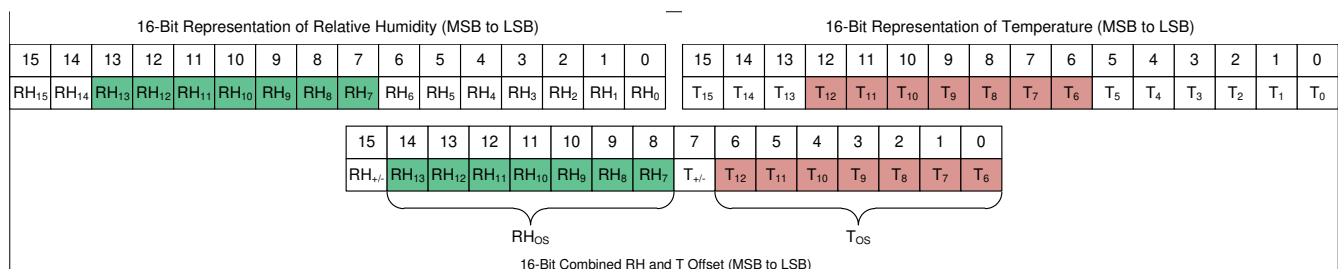 16-Bit Representation of Relative Humidity (MSB to LSB) 16-Bit Representation of Temperature (MSB to LSB)
15 14 13 12 11 10 9 8 7 6 5 4 3 2 1 0 15 14 13 12 11 10 9 8 7 6 5 4 3 2 1 0
RH15 RH14 RH13 RH12 RH11 RH10 RH9 RH8 RH7 RH6 RH5 RH4 RH3 RH2 RH1 RH0 T15 T14 T13 T12 T11 T10 T9 T8 T7 T6 T5 T4 T3 T2 T1 T0
15 14 13 12 11 10 9 8 7 6 5 4 3 2 1 0
RH+/- RH13 RH12 RH11 RH10 RH9 RH8 RH7 T+/- T12 T11 T10 T9 T8 T7 T6
RHOS TOS
16-Bit Combined RH and T Offset (MSB to LSB)